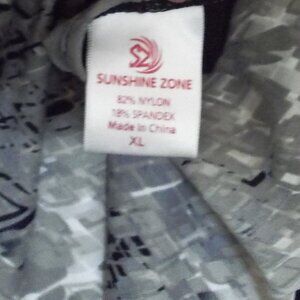 SUNSHINE ZONE
82% NYLON
18% SPANDEX
Made in China
XL